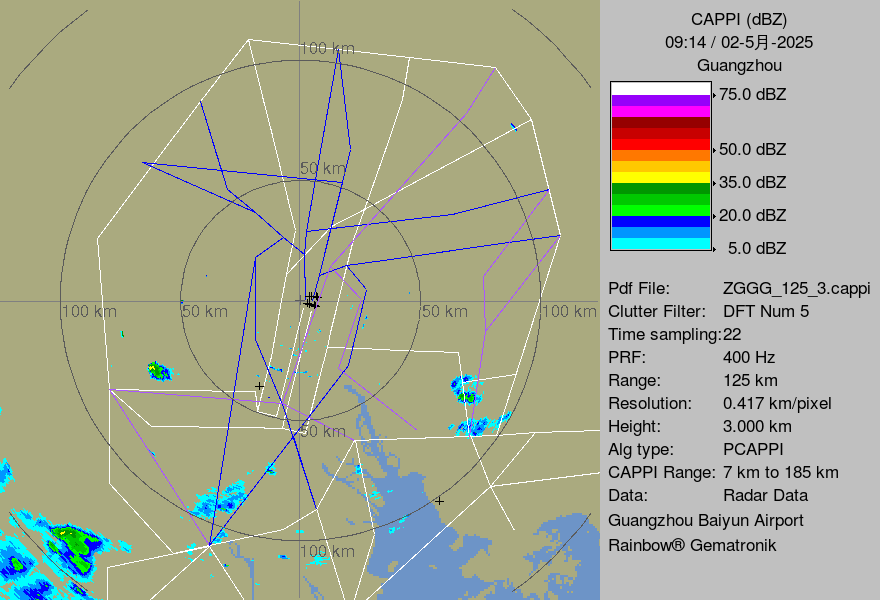 100 km
50 km
100 km
50 km
50 km
100 km
50 km
100 km
CAPPI (dBZ)
09:14 / 02-5月-2025
Guangzhou
75.0 dBZ
50.0 dBZ
35.0 dBZ
20.0 dBZ
5.0 dBZ
Pdf File: ZGGG_125_3.cappi
Clutter Filter: DFT Num 5
Time sampling:22
PRF: 400 Hz
Range: 125 km
Resolution: 0.417 km/pixel
Height: 3.000 km
Alg type: PCAPPI
CAPPI Range: 7 km to 185 km
Data: Radar Data
Guangzhou Baiyun Airport
Rainbow® Gematronik